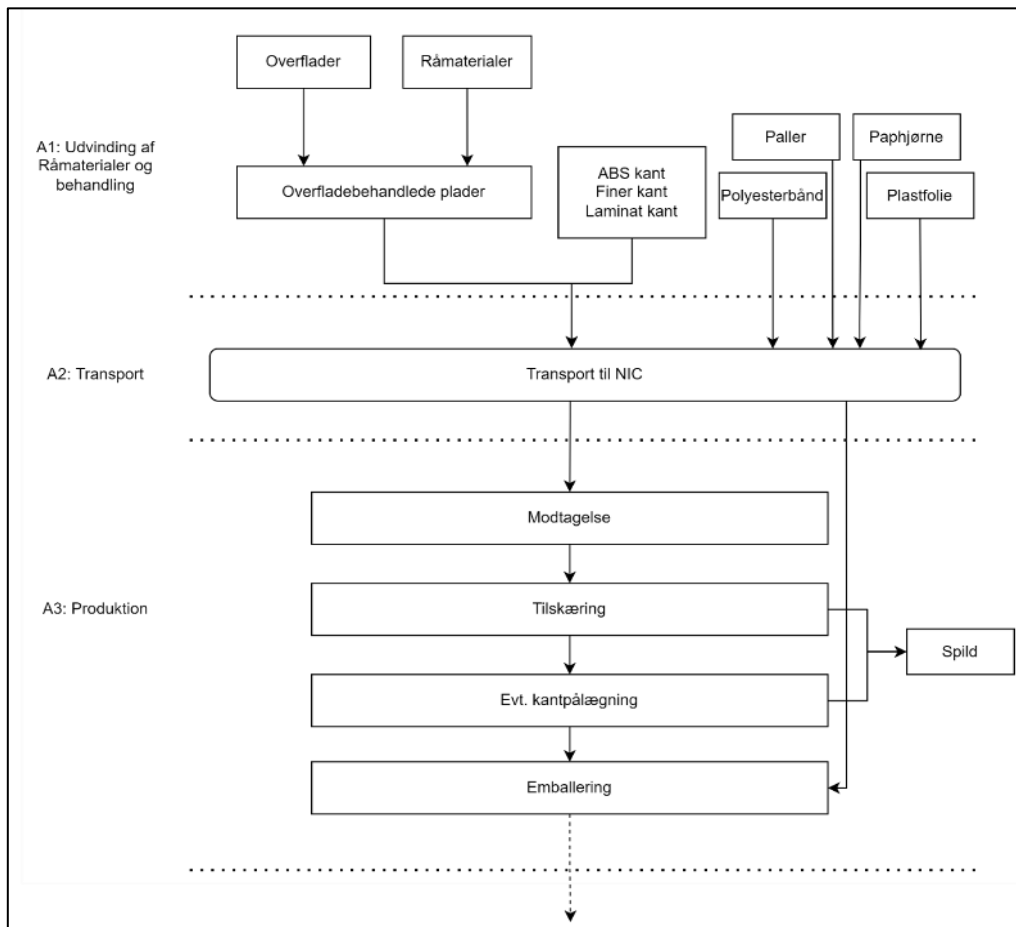 Overflader
Råmaterialer
A1: Udvinding af
Råmaterialer og
behandling
Overfladebehandlede plader
ABS kant
Finer kant
Laminat kant
Paller
Paphjørne
Polyesterbånd
Plastfolie
A2: Transport
Transport til NIC
Modtagelse
A3: Produktion
Tilskæring
Spild
Evt. kantpålægning
Emballering